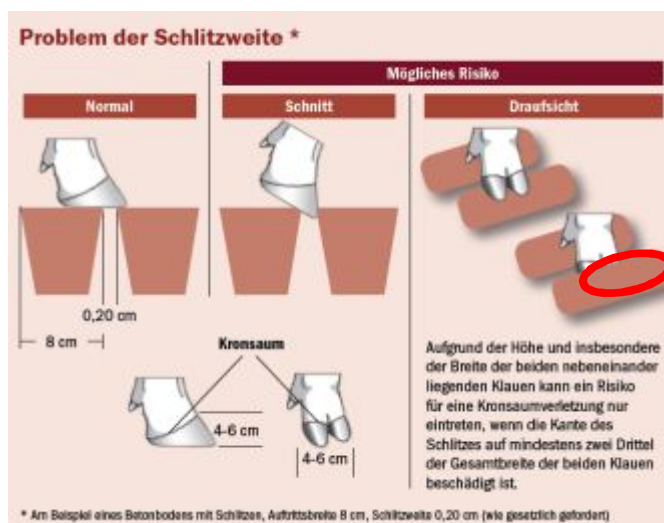 Problem der Schlitzweite *
Mögliches Risiko
Normal
Schnitt
Draufsicht
0,20 cm
8 cm
Kronsaum
4-6 cm
4-6 cm
Aufgrund der Höhe und insbesondere
der Breite der beiden nebeneinander
liegenden Klauen kann ein Risiko
für eine Kronsaumverletzung nur
eintreten, wenn die Kante des
Schlitzes auf mindestens zwei Drittel
der Gesamtbreite der beiden Klauen
beschädigt ist.
* Am Beispiel eines Betonbodens mit Schlitzen, Auftrittsbreite 8 cm, Schlitzweite 0,20 cm (wie gesetzlich gefordert)